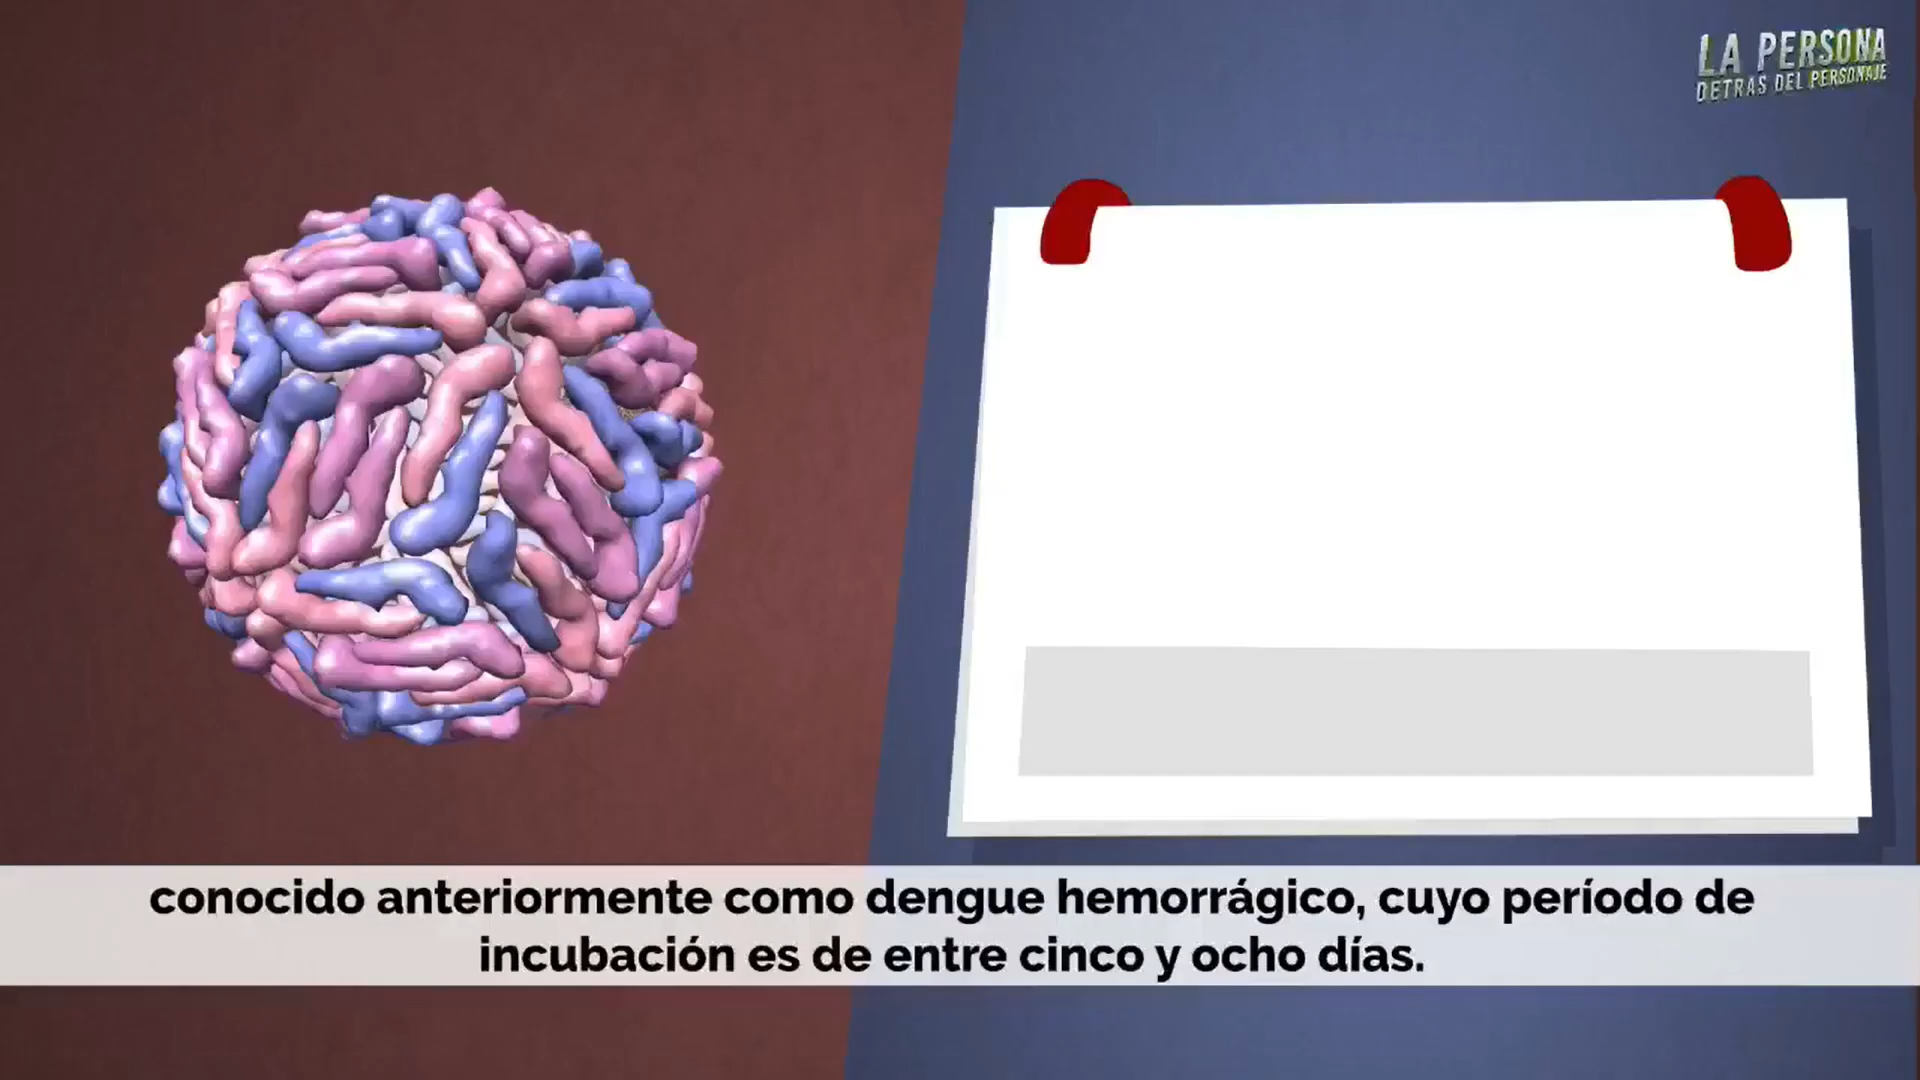 LA PERSONA
DETRAS DEL PERSONAJE
conocido anteriormente como dengue hemorrágico, cuyo período de
incubación es de entre cinco y ocho días.